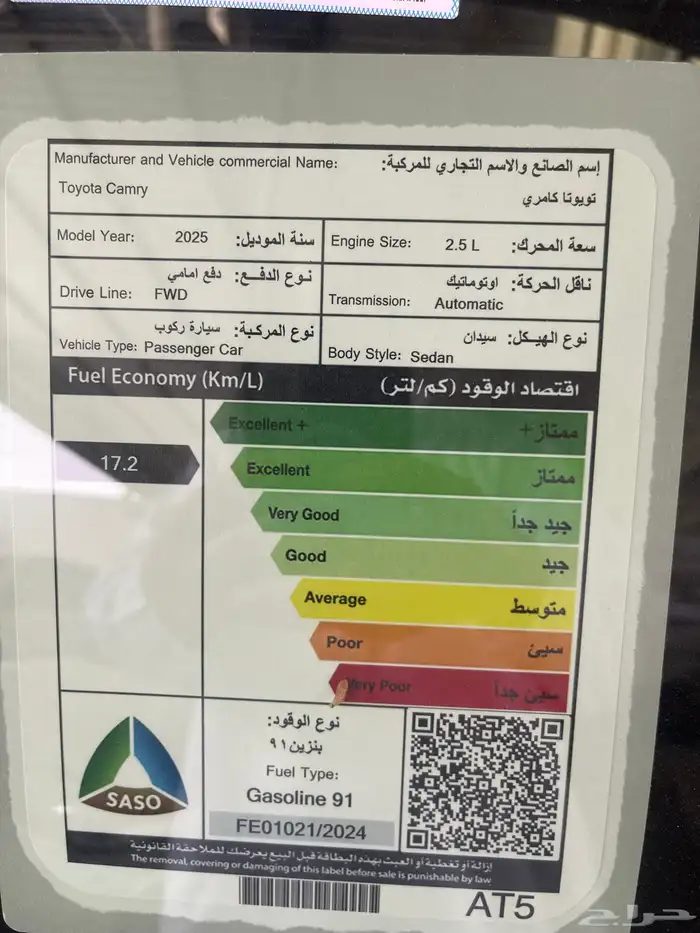 Manufacturer and Vehicle commercial Name: إسم الصانع والاسم التجاري للمركبة:
Toyota Camry تويوتا كامري
Model Year: 2025 سنة الموديل:
Engine Size: 2.5 L سعة المحرك:
نوع الدفـــع: دفع امامي
Drive Line: FWD
ناقل الحركة: اوتوماتيك
Transmission: Automatic
نوع المركبة: سيارة ركوب
Vehicle Type: Passenger Car
نوع الهيكل: سيدان
Body Style: Sedan
Fuel Economy (Km/L) اقتصاد الوقود (كم/لتر)
Excellent + ممتاز+
17.2
Excellent ممتاز
Very Good جيد جداً
Good جيد
Average متوسط
Poor سيئ
Very Poor سيئ جداً
نوع الوقود:
بنزين ٩١
Fuel Type:
Gasoline 91
FE01021/2024
SASO
إزالة أو تغطية أو العبث بهذه البطاقة قبل البيع يعرضك للملاحقة القانونية
The removal, covering or damaging of this label before sale is punishable by law
AT5
حراج